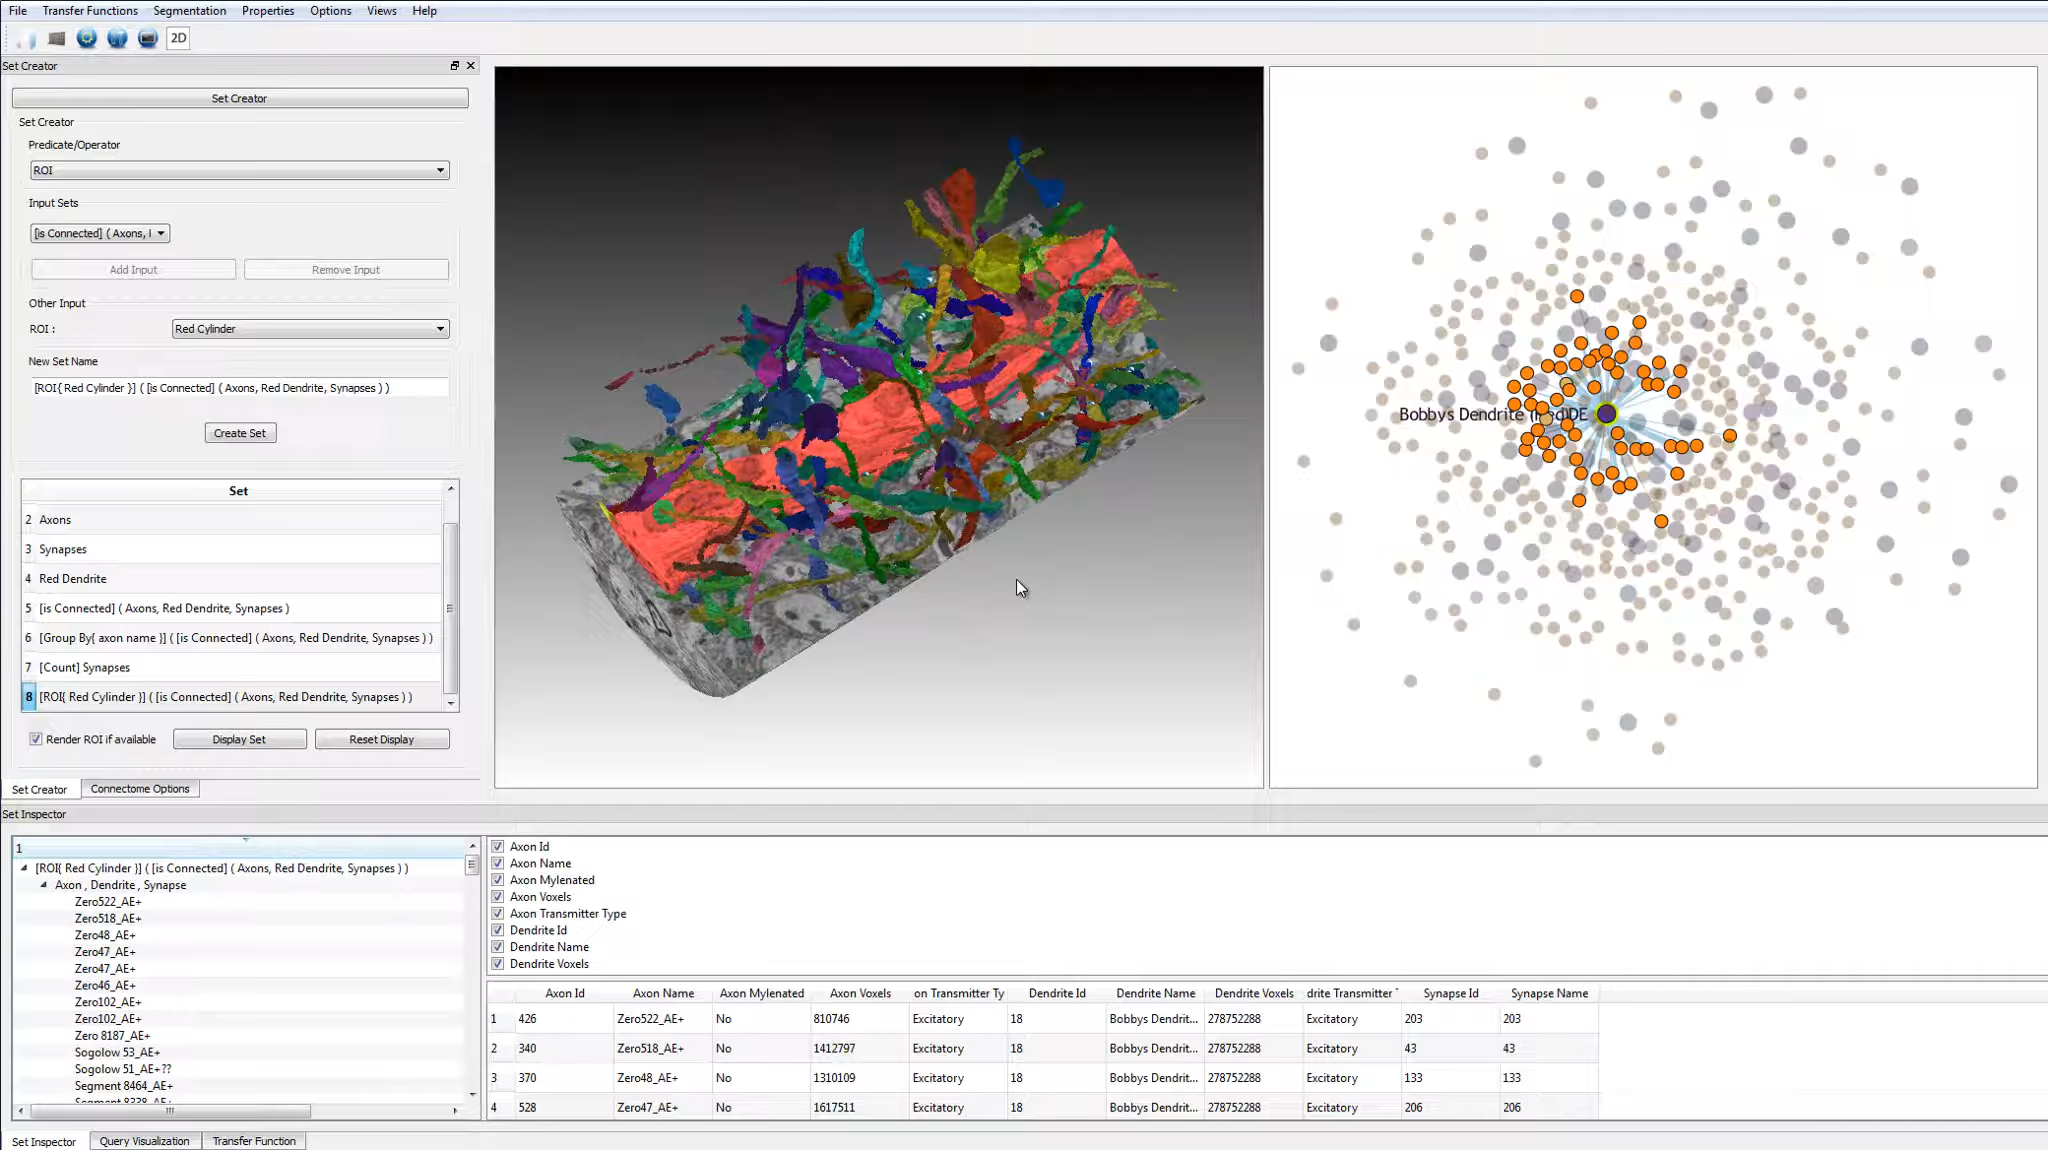 File Transfer Functions Segmentation Properties Options Views Help
2D
Set Creator
Set Creator
Set Creator
Predicate/Operator
ROI
Input Sets
[is Connected] ( Axons, I
Add Input Remove Input
Other Input
ROI : Red Cylinder
New Set Name
[ROI{ Red Cylinder }] ( [is Connected] ( Axons, Red Dendrite, Synapses ) )
Create Set
Set
2 Axons
3 Synapses
4 Red Dendrite
5 [is Connected] ( Axons, Red Dendrite, Synapses )
6 [Group By{ axon name }] ( [is Connected] ( Axons, Red Dendrite, Synapses ) )
7 [Count] Synapses
8 [ROI{ Red Cylinder }] ( [is Connected] ( Axons, Red Dendrite, Synapses ) )
Render ROI if available Display Set Reset Display
Set Creator Connectome Options
Bobbys Dendrite DE
Set Inspector
1
[ROI{ Red Cylinder }] ( [is Connected] ( Axons, Red Dendrite, Synapses ) )
Axon , Dendrite , Synapse
Zero522_AE+
Zero518_AE+
Zero48_AE+
Zero47_AE+
Zero47_AE+
Zero46_AE+
Zero102_AE+
Zero102_AE+
Zero 8187_AE+
Sogolow 53_AE+
Sogolow 51_AE+??
Segment 8464_AE+
Segment 8338_AE+
Axon Id
Axon Name
Axon Mylenated
Axon Voxels
Axon Transmitter Type
Dendrite Id
Dendrite Name
Dendrite Voxels
Axon Id Axon Name Axon Mylenated Axon Voxels on Transmitter Ty Dendrite Id Dendrite Name Dendrite Voxels drite Transmitter Synapse Id Synapse Name
1 426 Zero522_AE+ No 810746 Excitatory 18 Bobbys Dendrit... 278752288 Excitatory 203 203
2 340 Zero518_AE+ No 1412797 Excitatory 18 Bobbys Dendrit... 278752288 Excitatory 43 43
3 370 Zero48_AE+ No 1310109 Excitatory 18 Bobbys Dendrit... 278752288 Excitatory 133 133
4 528 Zero47_AE+ No 1617511 Excitatory 18 Bobbys Dendrit... 278752288 Excitatory 206 206
Set Inspector Query Visualization Transfer Function